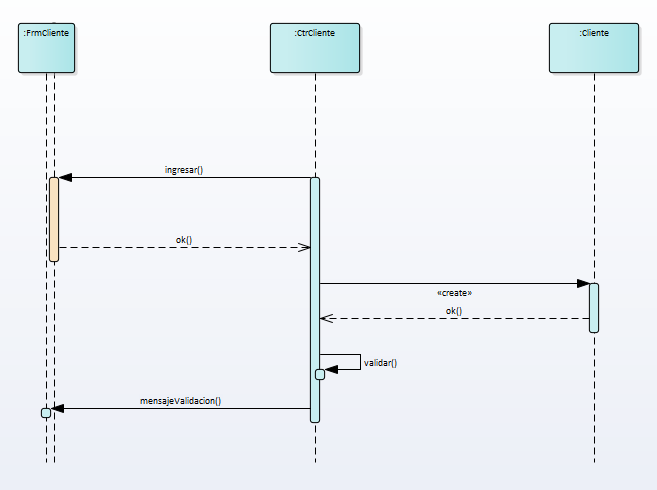 :FrmCliente
:CtrCliente
:Cliente
ingresar()
ok()
«create»
ok()
validar()
mensajeValidacion()